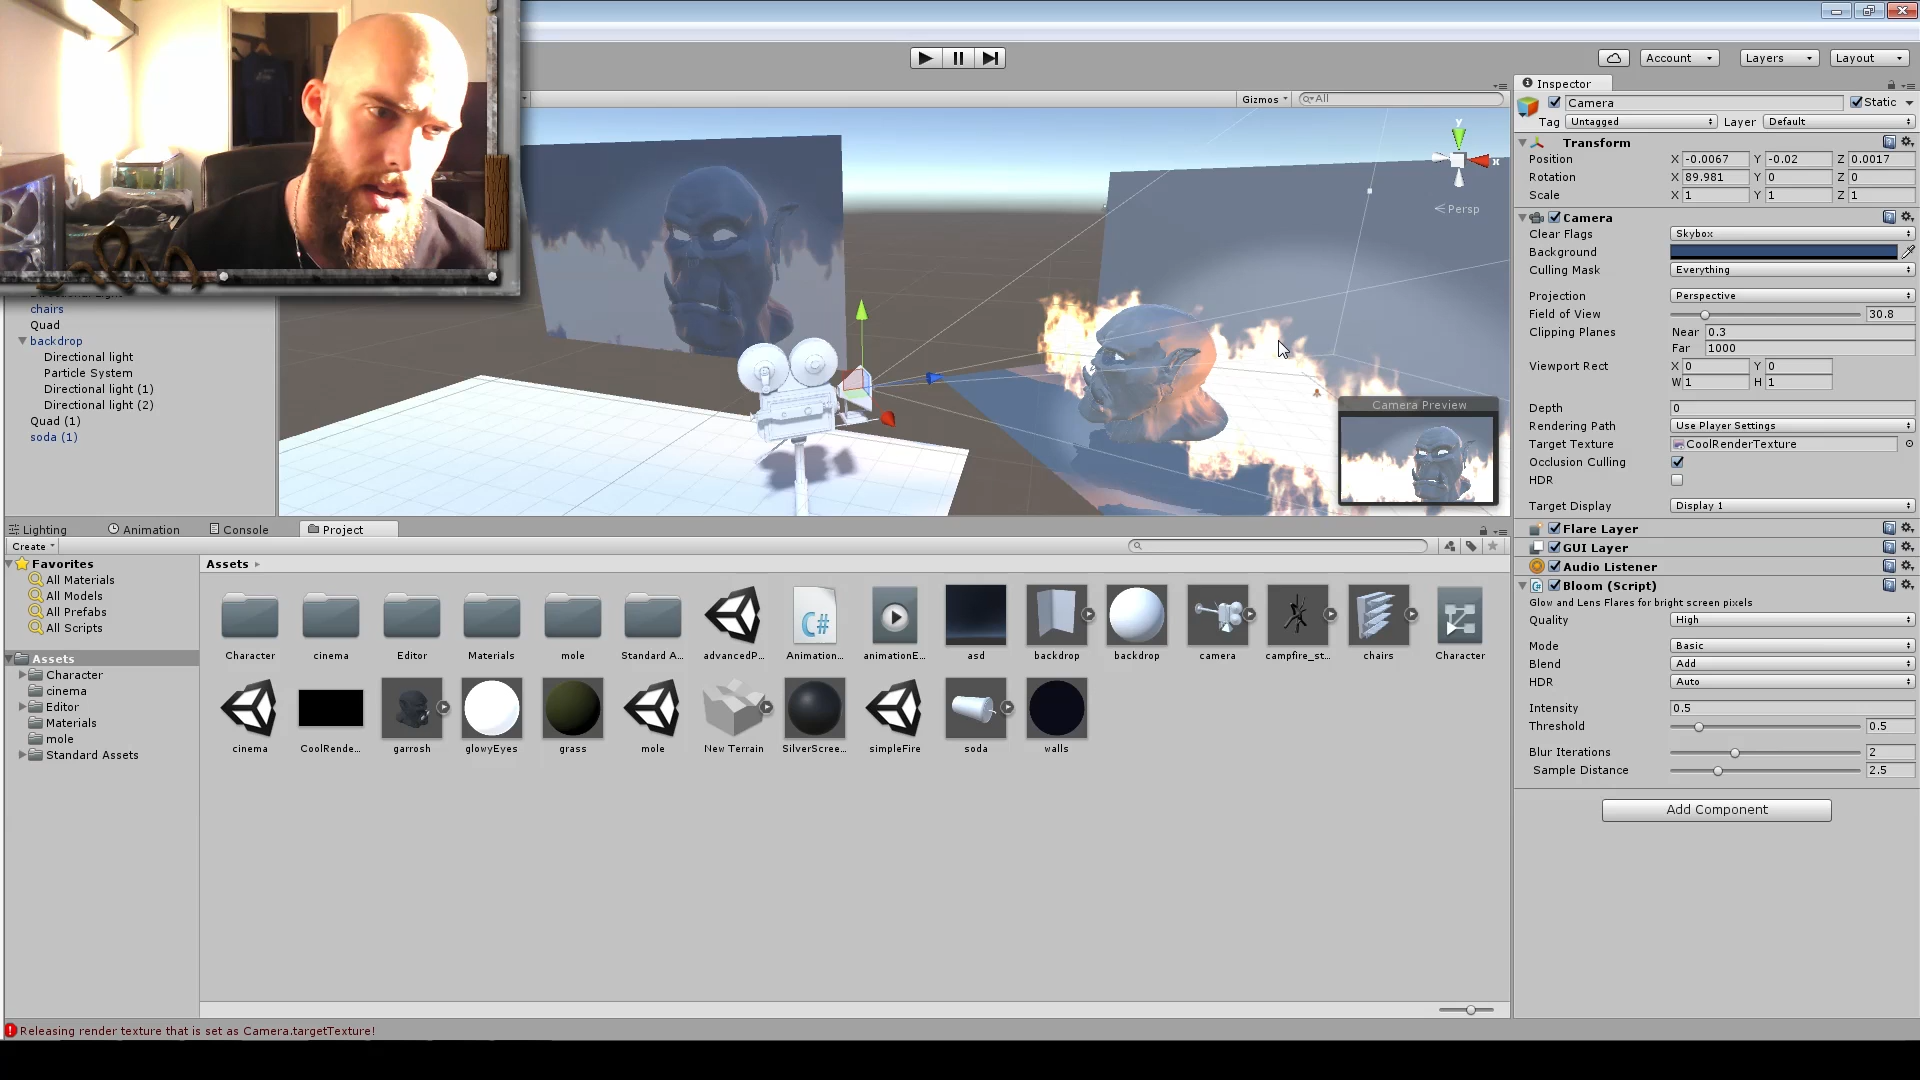 Account
Layers
Layout
Gizmos
All
Inspector
Camera
Static
Tag Untagged Layer Default
Transform
Position X -0.0067 Y -0.02 Z 0.0017
Rotation X 89.981 Y 0 Z 0
Scale X 1 Y 1 Z 1
Camera
Clear Flags Skybox
Background
Culling Mask Everything
Projection Perspective
Field of View 30.8
Clipping Planes Near 0.3
Far 1000
Viewport Rect X 0 Y 0
W 1 H 1
Depth 0
Rendering Path Use Player Settings
Target Texture CoolRenderTexture
Occlusion Culling
HDR
Target Display Display 1
Flare Layer
GUI Layer
Audio Listener
Bloom (Script)
Glow and Lens Flares for bright screen pixels
Quality High
Mode Basic
Blend Add
HDR Auto
Intensity 0.5
Threshold 0.5
Blur Iterations 2
Sample Distance 2.5
Add Component
y
x
Persp
Camera Preview
chairs
Quad
backdrop
Directional light
Particle System
Directional light (1)
Directional light (2)
Quad (1)
soda (1)
Lighting Animation Console Project
Create
Favorites
All Materials
All Models
All Prefabs
All Scripts
Assets
Character
cinema
Editor
Materials
mole
Standard Assets
Assets
Character cinema Editor Materials mole Standard A... advancedP... Animation... animationE... asd backdrop backdrop camera campfire_st... chairs Character
cinema CoolRende... garrosh glowyEyes grass mole New Terrain SilverScree... simpleFire soda walls
C#
Releasing render texture that is set as Camera.targetTexture!